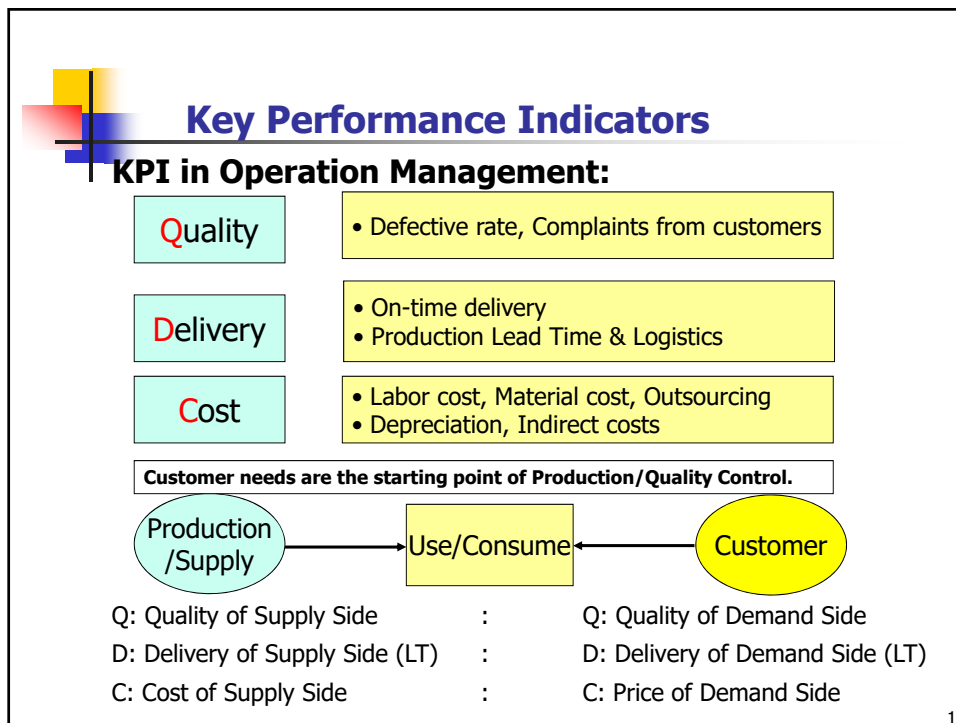 Key Performance Indicators
KPI in Operation Management:
Quality
• Defective rate, Complaints from customers
Delivery
• On-time delivery
• Production Lead Time & Logistics
Cost
• Labor cost, Material cost, Outsourcing
• Depreciation, Indirect costs
Customer needs are the starting point of Production/Quality Control.
Production
/Supply
Use/Consume
Customer
Q: Quality of Supply Side : Q: Quality of Demand Side
D: Delivery of Supply Side (LT) : D: Delivery of Demand Side (LT)
C: Cost of Supply Side : C: Price of Demand Side
1